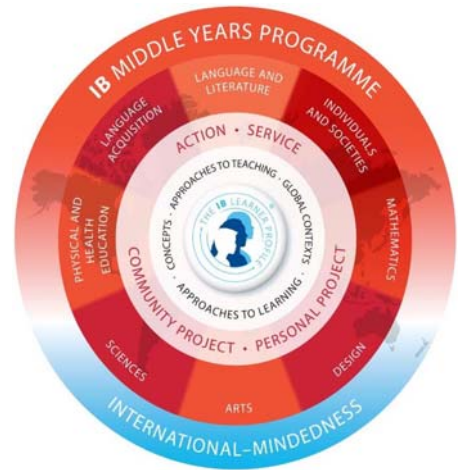 IB MIDDLE YEARS PROGRAMME
LANGUAGE AND
LITERATURE
INDIVIDUALS
AND SOCIETIES
MATHEMATICS
DESIGN
ARTS
SCIENCES
PHYSICAL AND
HEALTH
EDUCATION
LANGUAGE
ACQUISITION
ACTION • SERVICE
COMMUNITY PROJECT • PERSONAL PROJECT
APPROACHES TO TEACHING · GLOBAL CONTEXTS
· APPROACHES TO LEARNING ·
CONCEPTS ·
THE IB LEARNER PROFILE
INTERNATIONAL–MINDEDNESS